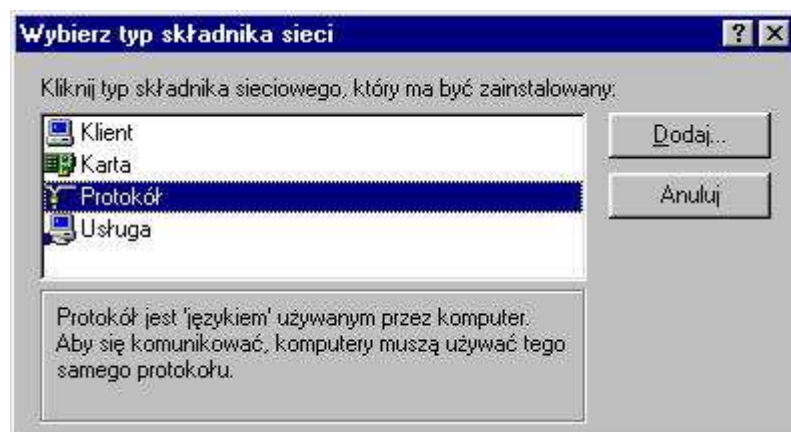 Wybierz typ składnika sieci
Kliknij typ składnika sieciowego, który ma być zainstalowany:
Klient
Karta
Protokół
Usługa
Dodaj...
Anuluj
Protokół jest 'językiem' używanym przez komputer.
Aby się komunikować, komputery muszą używać tego
samego protokołu.